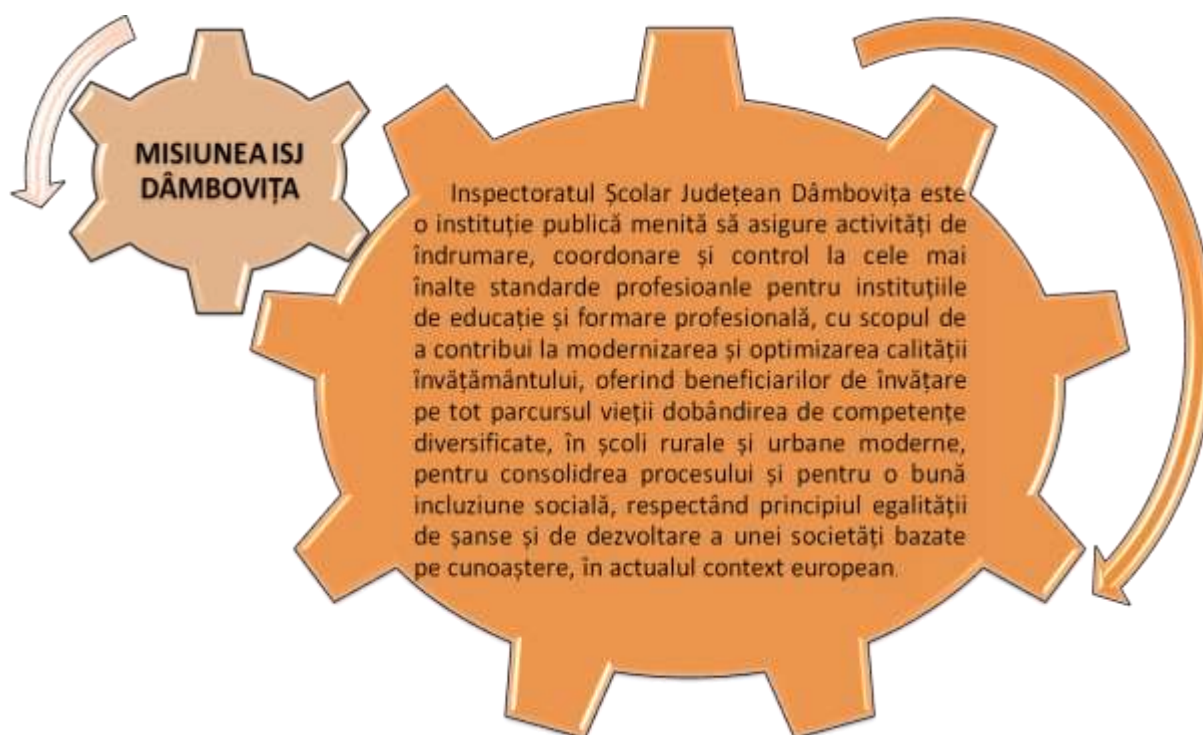 MISIUNEA ISJ
DÂMBOVIȚA
Inspectoratul Școlar Județean Dâmbovița este
o instituție publică menită să asigure activități de
îndrumare, coordonare și control la cele mai
înalte standarde profesioanle pentru instituțiile
de educație și formare profesională, cu scopul de
a contribui la modernizarea și optimizarea calității
învățământului, oferind beneficiarilor de învățare
pe tot parcursul vieții dobândirea de competențe
diversificate, în școli rurale și urbane moderne,
pentru consolidrea procesului și pentru o bună
incluziune socială, respectând principiul egalității
de șanse și de dezvoltare a unei societăți bazate
pe cunoaștere, în actualul context european.